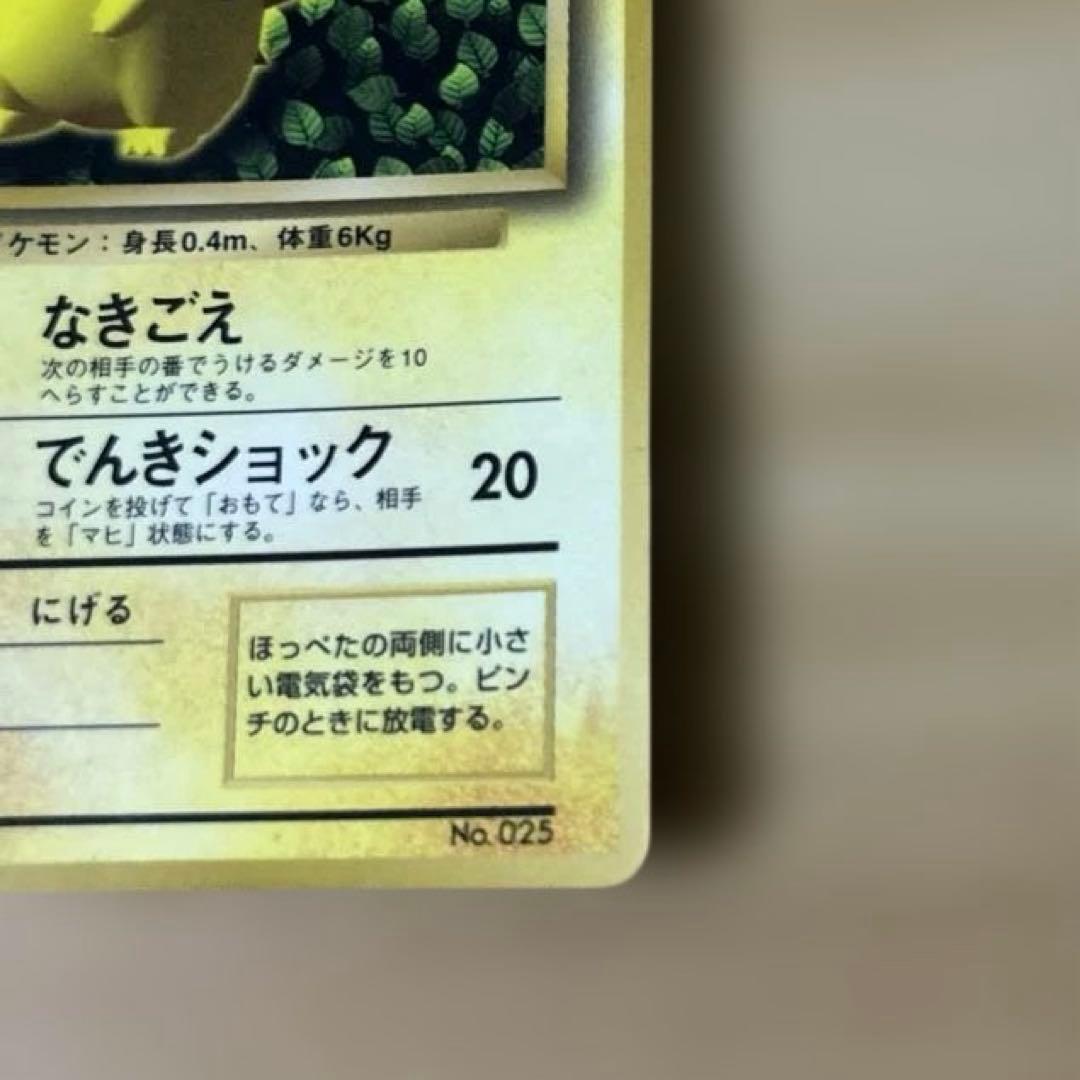 ケモン：身長0.4m、体重6Kg
なきごえ
次の相手の番でうけるダメージを10
へらすことができる。
でんきショック 20
コインを投げて「おもて」なら、相手
を「マヒ」状態にする。
にげる
ほっぺたの両側に小さ
い電気袋をもつ。ピン
チのときに放電する。
No. 025